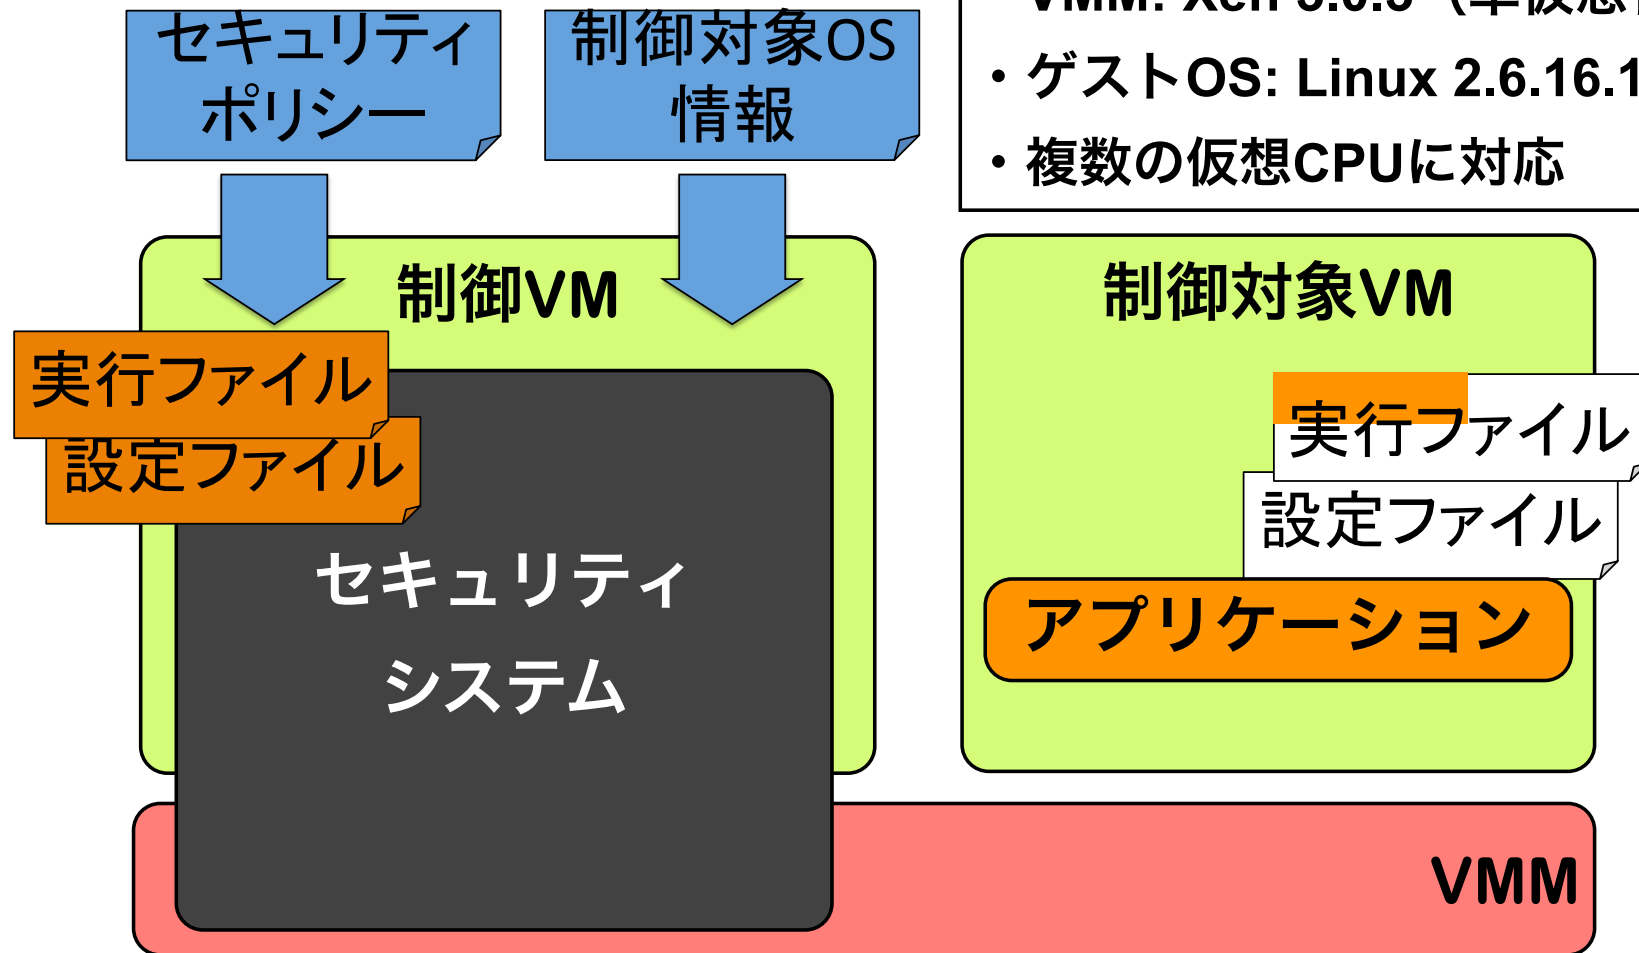 セキュリティ
ポリシー
制御対象OS
情報
VMM: Xen
・ゲストOS: Linux 2.6.16.1
・複数の仮想CPUに対応
制御VM
制御対象VM
実行ファイル
設定ファイル
実行ファイル
設定ファイル
セキュリティ
システム
アプリケーション
VMM